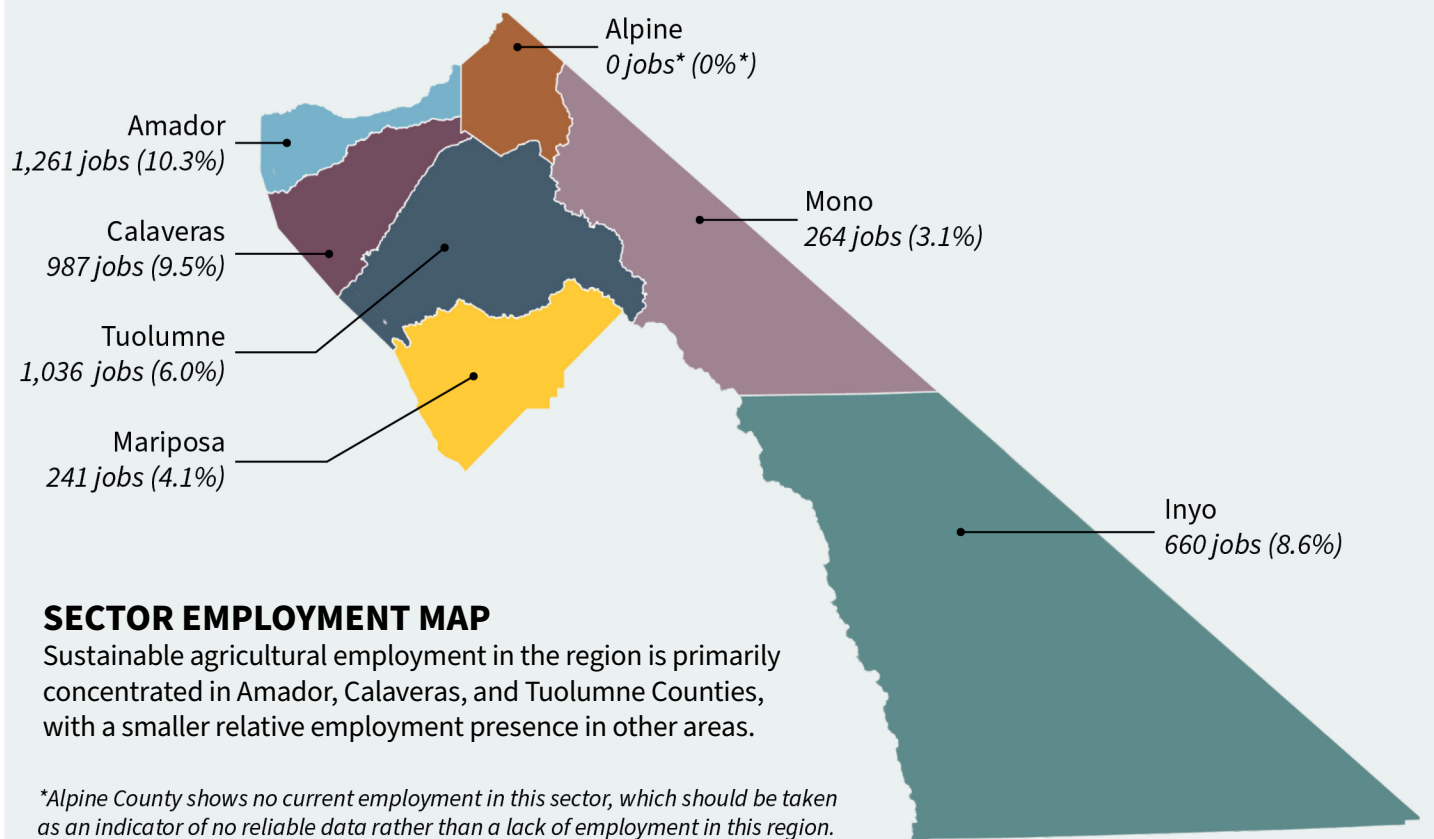 Alpine
0 jobs* (0%*)
Amador
1,261 jobs (10.3%)
Mono
264 jobs (3.1%)
Calaveras
987 jobs (9.5%)
Tuolumne
1,036 jobs (6.0%)
Mariposa
241 jobs (4.1%)
Inyo
660 jobs (8.6%)
SECTOR EMPLOYMENT MAP
Sustainable agricultural employment in the region is primarily
concentrated in Amador, Calaveras, and Tuolumne Counties,
with a smaller relative employment presence in other areas.
*Alpine County shows no current employment in this sector, which should be taken
as an indicator of no reliable data rather than a lack of employment in this region.